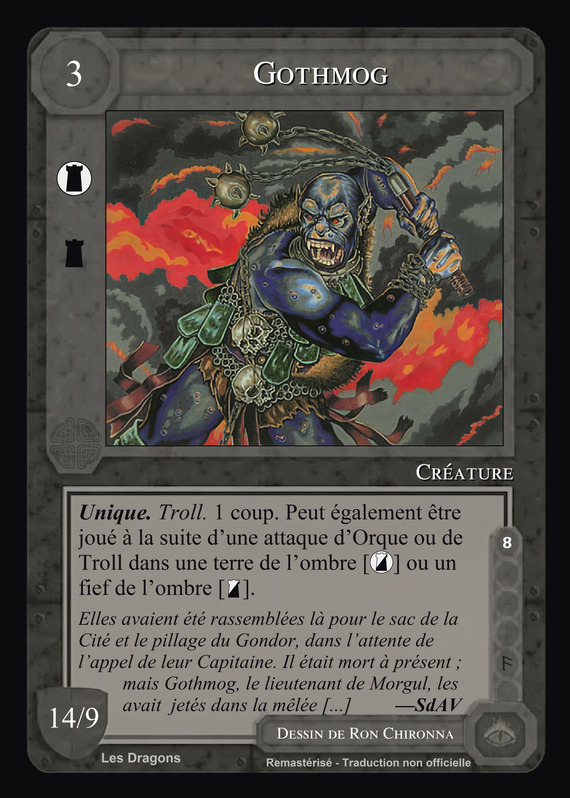 3
GOTHMOG
CRÉATURE
Unique. Troll. 1 coup. Peut également être
joué à la suite d'une attaque d'Orque ou de
Troll dans une terre de l'ombre [ ] ou un
fief de l'ombre [ ].
8
Elles avaient été rassemblées là pour le sac de la
Cité et le pillage du Gondor, dans l'attente de
l'appel de leur Capitaine. Il était mort à présent ;
mais Gothmog, le lieutenant de Morgul, les
avait jetés dans la mêlée [...] —SdAV
14/9
DESSIN DE RON CHIRONNA
Les Dragons
Remastérisé - Traduction non officielle